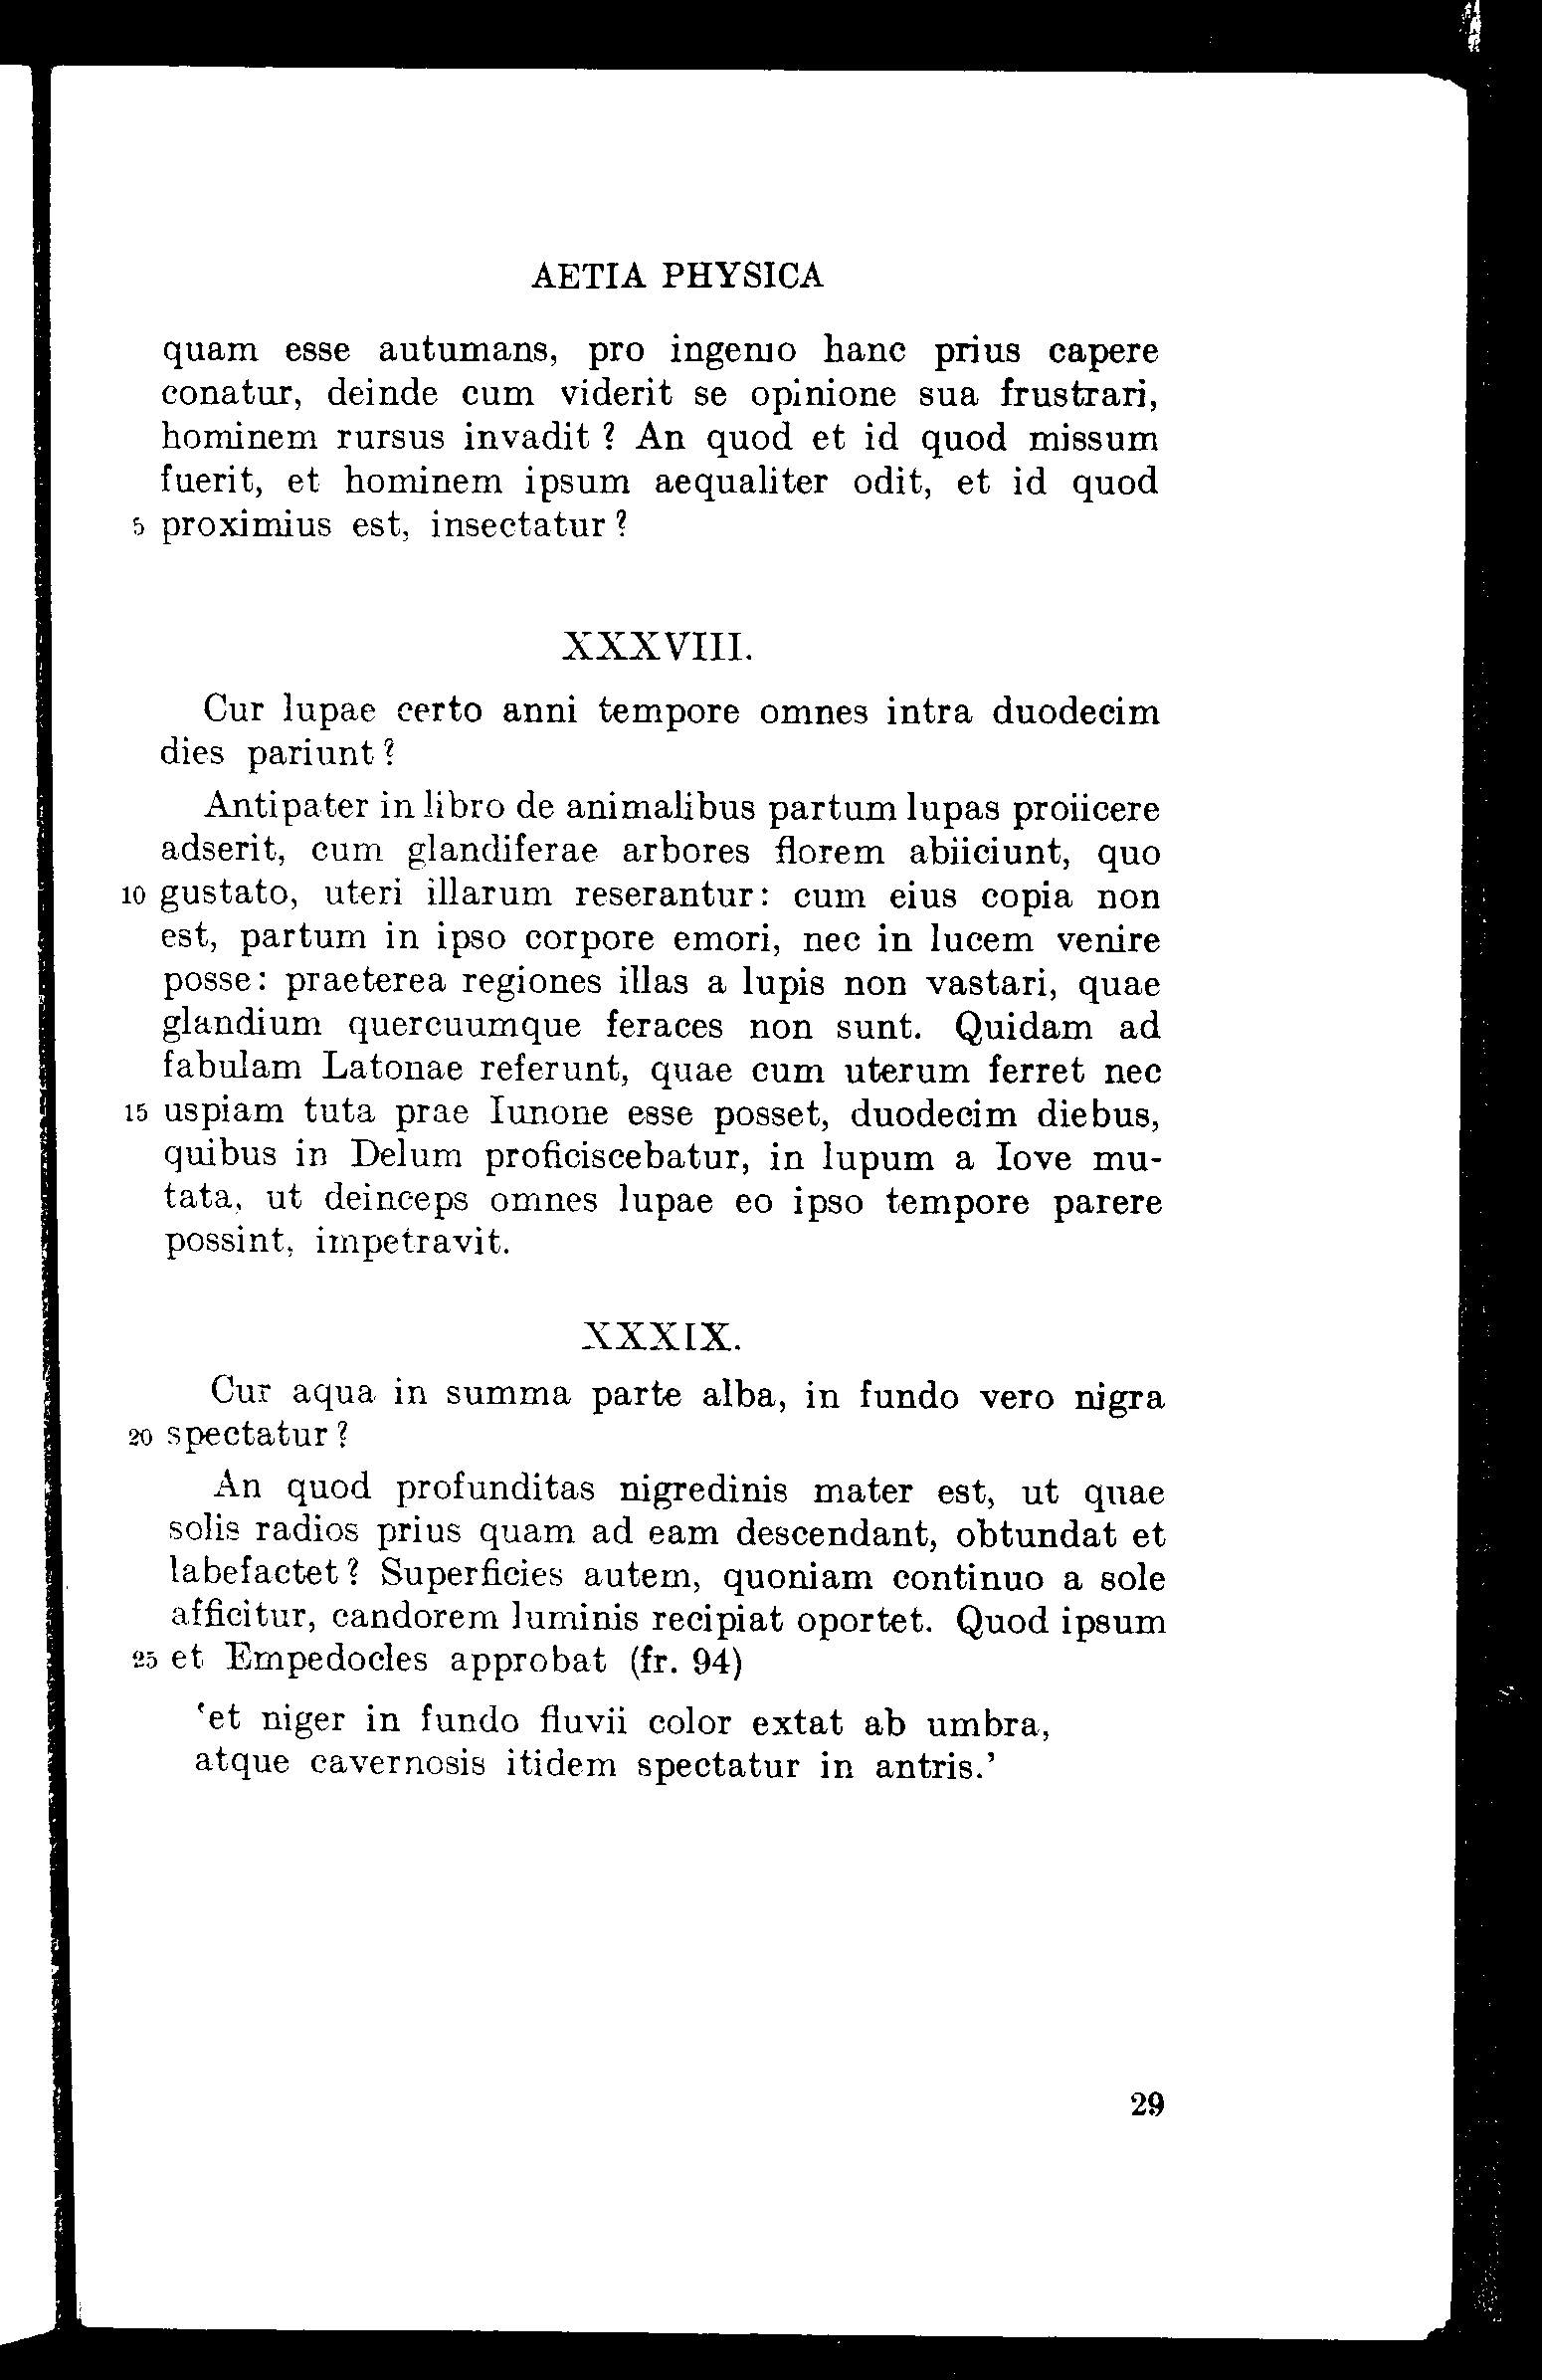 AETIA PHYSICA
quam esse autumans, pro ingenio hanc prius capere
conatur, deinde cum viderit se opinione sua frustrari,
hominem rursus invadit? An quod et id quod missum
fuerit, et hominem ipsum aequaliter odit, et id quod
5 proximius est, insectatur?
XXXVIII.
Cur lupae certo anni tempore omnes intra duodecim
dies pariunt?
Antipater in libro de animalibus partum lupas proiicere
adserit, cum glandiferae arbores florem abiiciunt, quo
10 gustato, uteri illarum reserantur: cum eius copia non
est, partum in ipso corpore emori, nec in lucem venire
posse: praeterea regiones illas a lupis non vastari, quae
glandium quercuumque feraces non sunt. Quidam ad
fabulam Latonae referunt, quae cum uterum ferret nec
15 uspiam tuta prae Iunone esse posset, duodecim diebus,
quibus in Delum proficiscebatur, in lupum a Iove mu-
tata, ut deinceps omnes lupae eo ipso tempore parere
possint, impetravit.
XXXIX.
Cur aqua in summa parte alba, in fundo vero nigra
20 spectatur?
An quod profunditas nigredinis mater est, ut quae
solis radios prius quam ad eam descendant, obtundat et
labefactet? Superficies autem, quoniam continuo a sole
afficitur, candorem luminis recipiat oportet. Quod ipsum
25 et Empedocles approbat (fr. 94)
‘et niger in fundo fluvii color extat ab umbra,
atque cavernosis itidem spectatur in antris.’
29